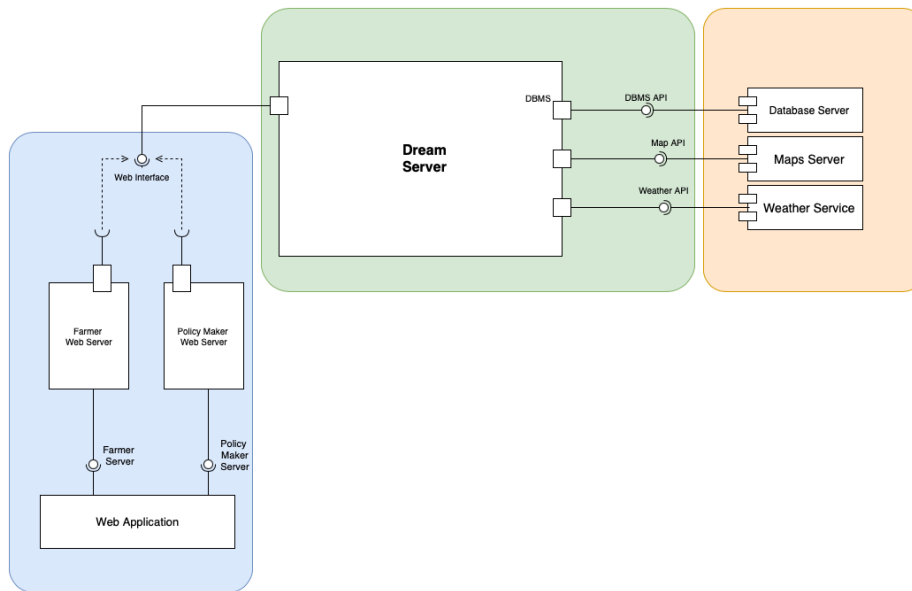 DBMS
DBMS API
Database Server
Dream
Server
Map API
Maps Server
Web Interface
Weather API
Weather Service
Farmer
Web Server
Policy Maker
Web Server
Farmer
Server
Policy
Maker
Server
Web Application